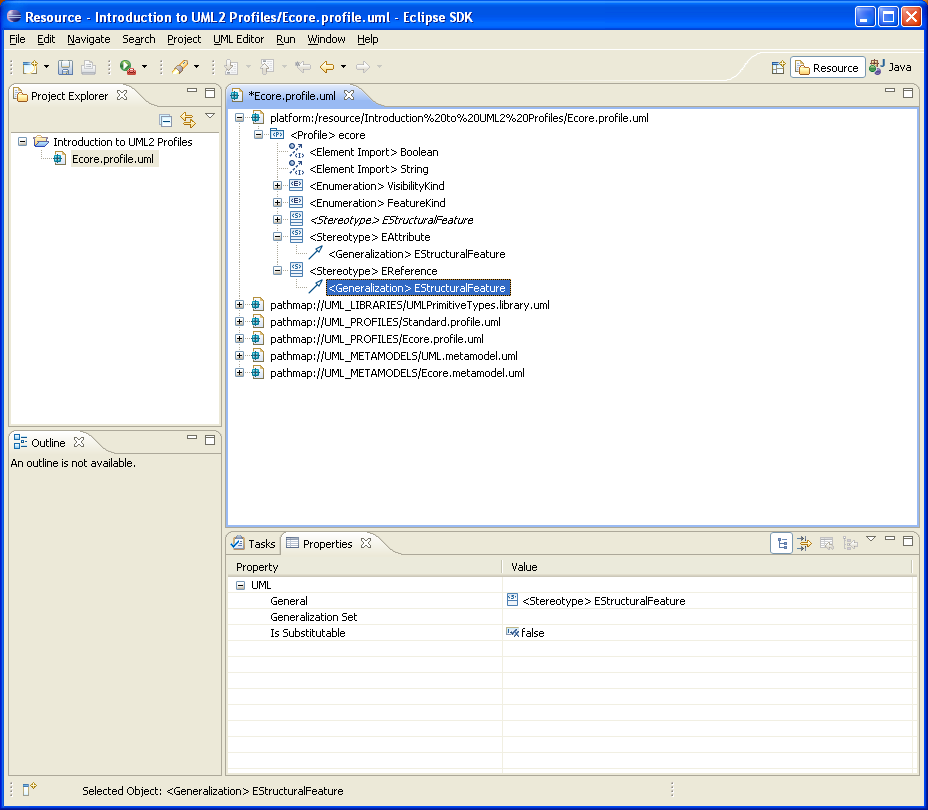 Resource - Introduction to UML2 Profiles/Ecore.profile.uml - Eclipse SDK
File Edit Navigate Search Project UML Editor Run Window Help
Resource Java
Project Explorer
Introduction to UML2 Profiles
Ecore.profile.uml
*Ecore.profile.uml
platform:/resource/Introduction%20to%20UML2%20Profiles/Ecore.profile.uml
<Profile> ecore
<Element Import> Boolean
<Element Import> String
<Enumeration> VisibilityKind
<Enumeration> FeatureKind
<Stereotype> EStructuralFeature
<Stereotype> EAttribute
<Generalization> EStructuralFeature
<Stereotype> EReference
<Generalization> EStructuralFeature
pathmap://UML_LIBRARIES/UMLPrimitiveTypes.library.uml
pathmap://UML_PROFILES/Standard.profile.uml
pathmap://UML_PROFILES/Ecore.profile.uml
pathmap://UML_METAMODELS/UML.metamodel.uml
pathmap://UML_METAMODELS/Ecore.metamodel.uml
Outline
An outline is not available.
Tasks Properties
Property Value
UML
General <Stereotype> EStructuralFeature
Generalization Set
Is Substitutable false
Selected Object: <Generalization> EStructuralFeature